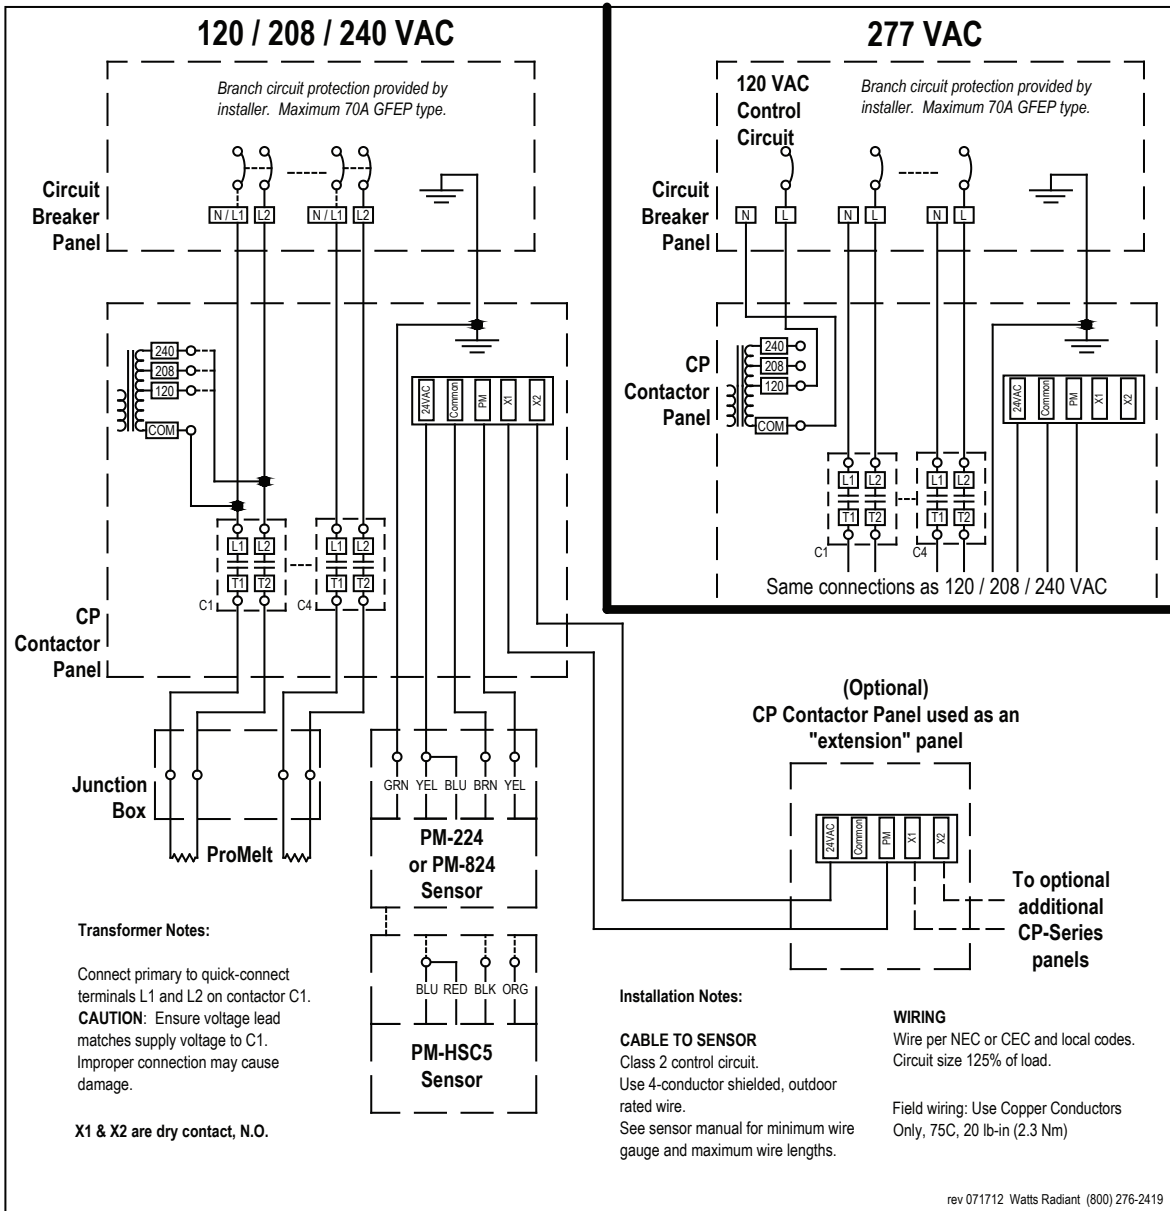 120 / 208 / 240 VAC
Branch circuit protection provided by
installer. Maximum 70A GFEP type.
Circuit
Breaker
Panel
N / L1
L2
N / L1
L2
240
208
120
COM
24VAC
Common
PM
X1
X2
L1
L2
T1
T2
C1
L1
L2
T1
T2
C4
CP
Contactor
Panel
Junction
Box
ProMelt
GRN
YEL
BLU
BRN
YEL
PM-224
or PM-824
Sensor
BLU
RED
BLK
ORG
PM-HSC5
Sensor
277 VAC
120 VAC
Control
Circuit
Branch circuit protection provided by
installer. Maximum 70A GFEP type.
Circuit
Breaker
Panel
N
L
N
L
N
L
CP
Contactor
Panel
240
208
120
COM
24VAC
Common
PM
X1
X2
L1
L2
T1
T2
C1
L1
L2
T1
T2
C4
Same connections as 120 / 208 / 240 VAC
(Optional)
CP Contactor Panel used as an
"extension" panel
24VAC
Common
PM
X1
X2
To optional
additional
CP-Series
panels
Transformer Notes:
Connect primary to quick-connect
terminals L1 and L2 on contactor C1.
CAUTION: Ensure voltage lead
matches supply voltage to C1.
Improper connection may cause
damage.
X1 & X2 are dry contact, N.O.
Installation Notes:
CABLE TO SENSOR
Class 2 control circuit.
Use 4-conductor shielded, outdoor
rated wire.
See sensor manual for minimum wire
gauge and maximum wire lengths.
WIRING
Wire per NEC or CEC and local codes.
Circuit size 125% of load.
Field wiring: Use Copper Conductors
Only, 75C, 20 lb-in (2.3 Nm)
rev 071712 Watts Radiant (800) 276-2419